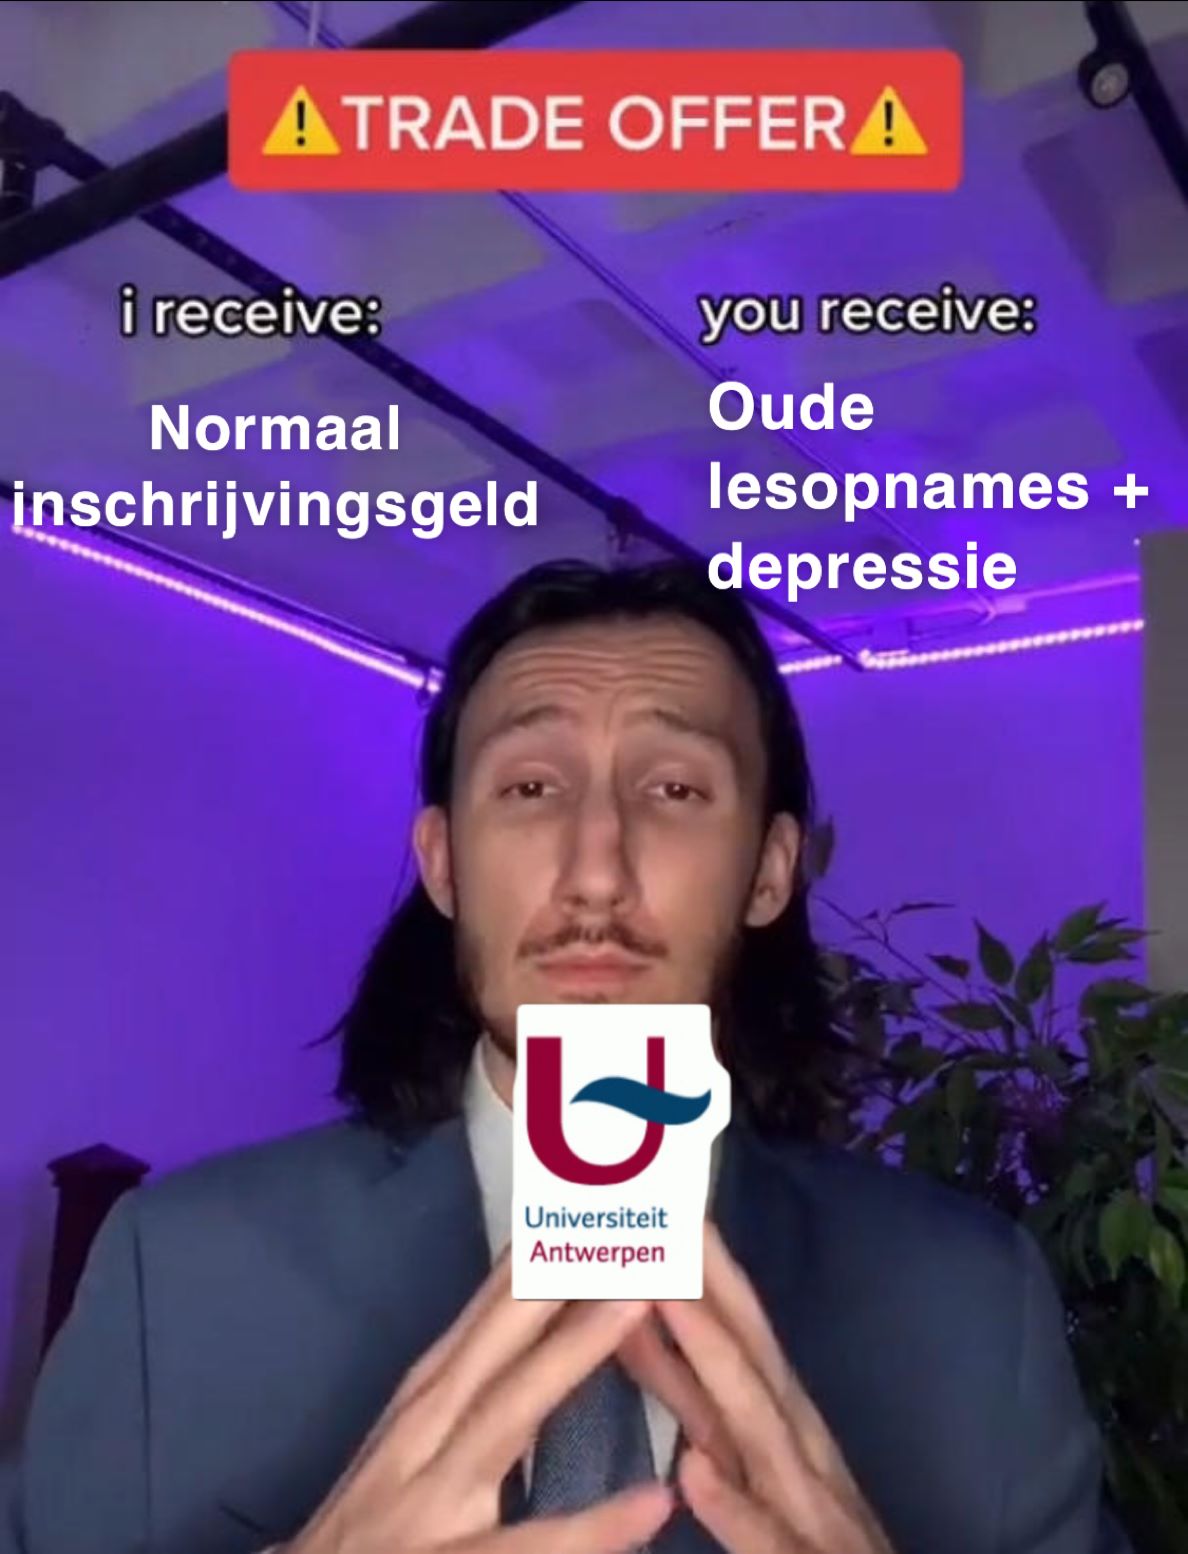 ⚠️TRADE OFFER⚠️
i receive:
Normaal
inschrijvingsgeld
you receive:
Oude
lesopnames +
depressie
Universiteit
Antwerpen